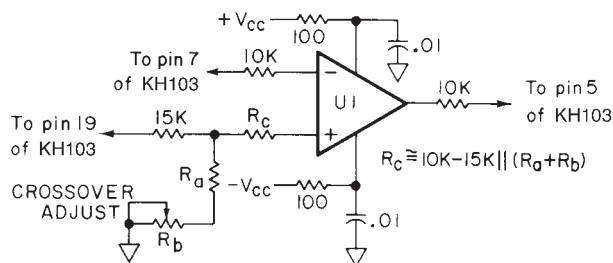 +Vcc
100
.01
To pin 7
of KH103
10K
−
U1
+
10K
To pin 5
of KH103
To pin 19
of KH103
15K
Rc
Rc ≅ 10K−15K||(Ra+Rb)
Ra
−Vcc
100
.01
CROSSOVER
ADJUST
Rb